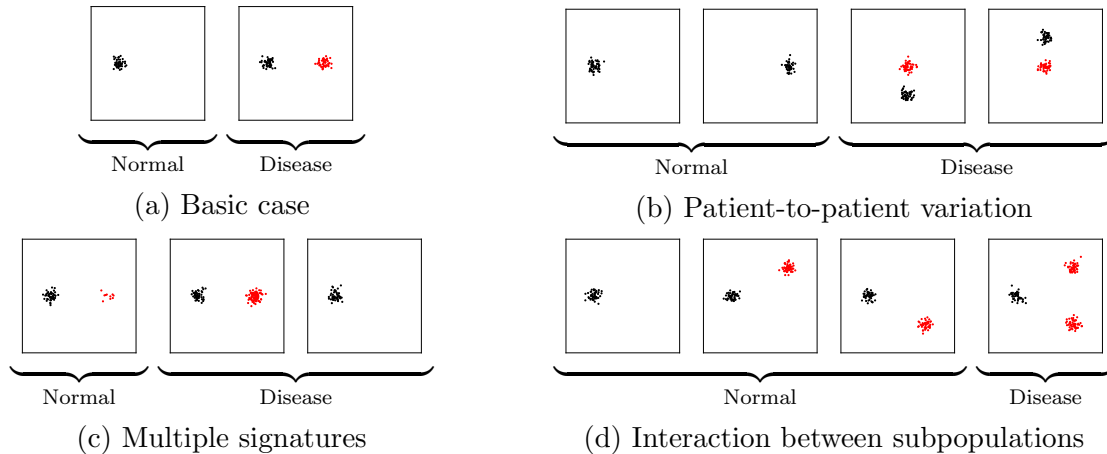 Normal
Disease
(a) Basic case
Normal
Disease
(b) Patient-to-patient variation
Normal
Disease
(c) Multiple signatures
Normal
Disease
(d) Interaction between subpopulations